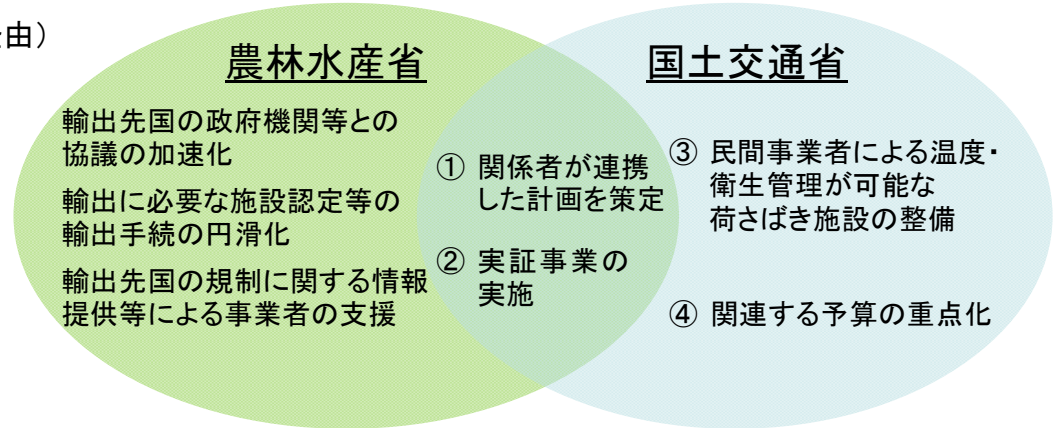 由）
農林水産省
輸出先国の政府機関等との
協議の加速化
輸出に必要な施設認定等の
輸出手続の円滑化
輸出先国の規制に関する情報
提供等による事業者の支援
① 関係者が連携
した計画を策定
② 実証事業の
実施
国土交通省
③ 民間事業者による温度・
衛生管理が可能な
荷さばき施設の整備
④ 関連する予算の重点化